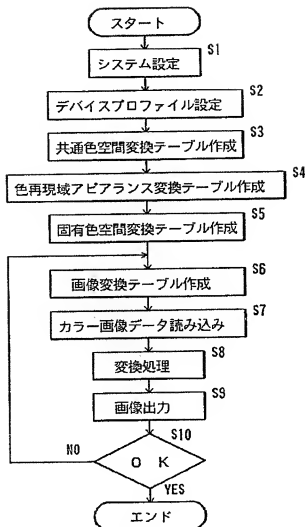 スタート
S1
システム設定
S2
デバイスプロファイル設定
S3
共通色空間変換テーブル作成
S4
色再現域アピアランス変換テーブル作成
S5
固有色空間変換テーブル作成
S6
画像変換テーブル作成
S7
カラー画像データ読み込み
S8
変換処理
S9
画像出力
S10
NO
O K
YES
エンド